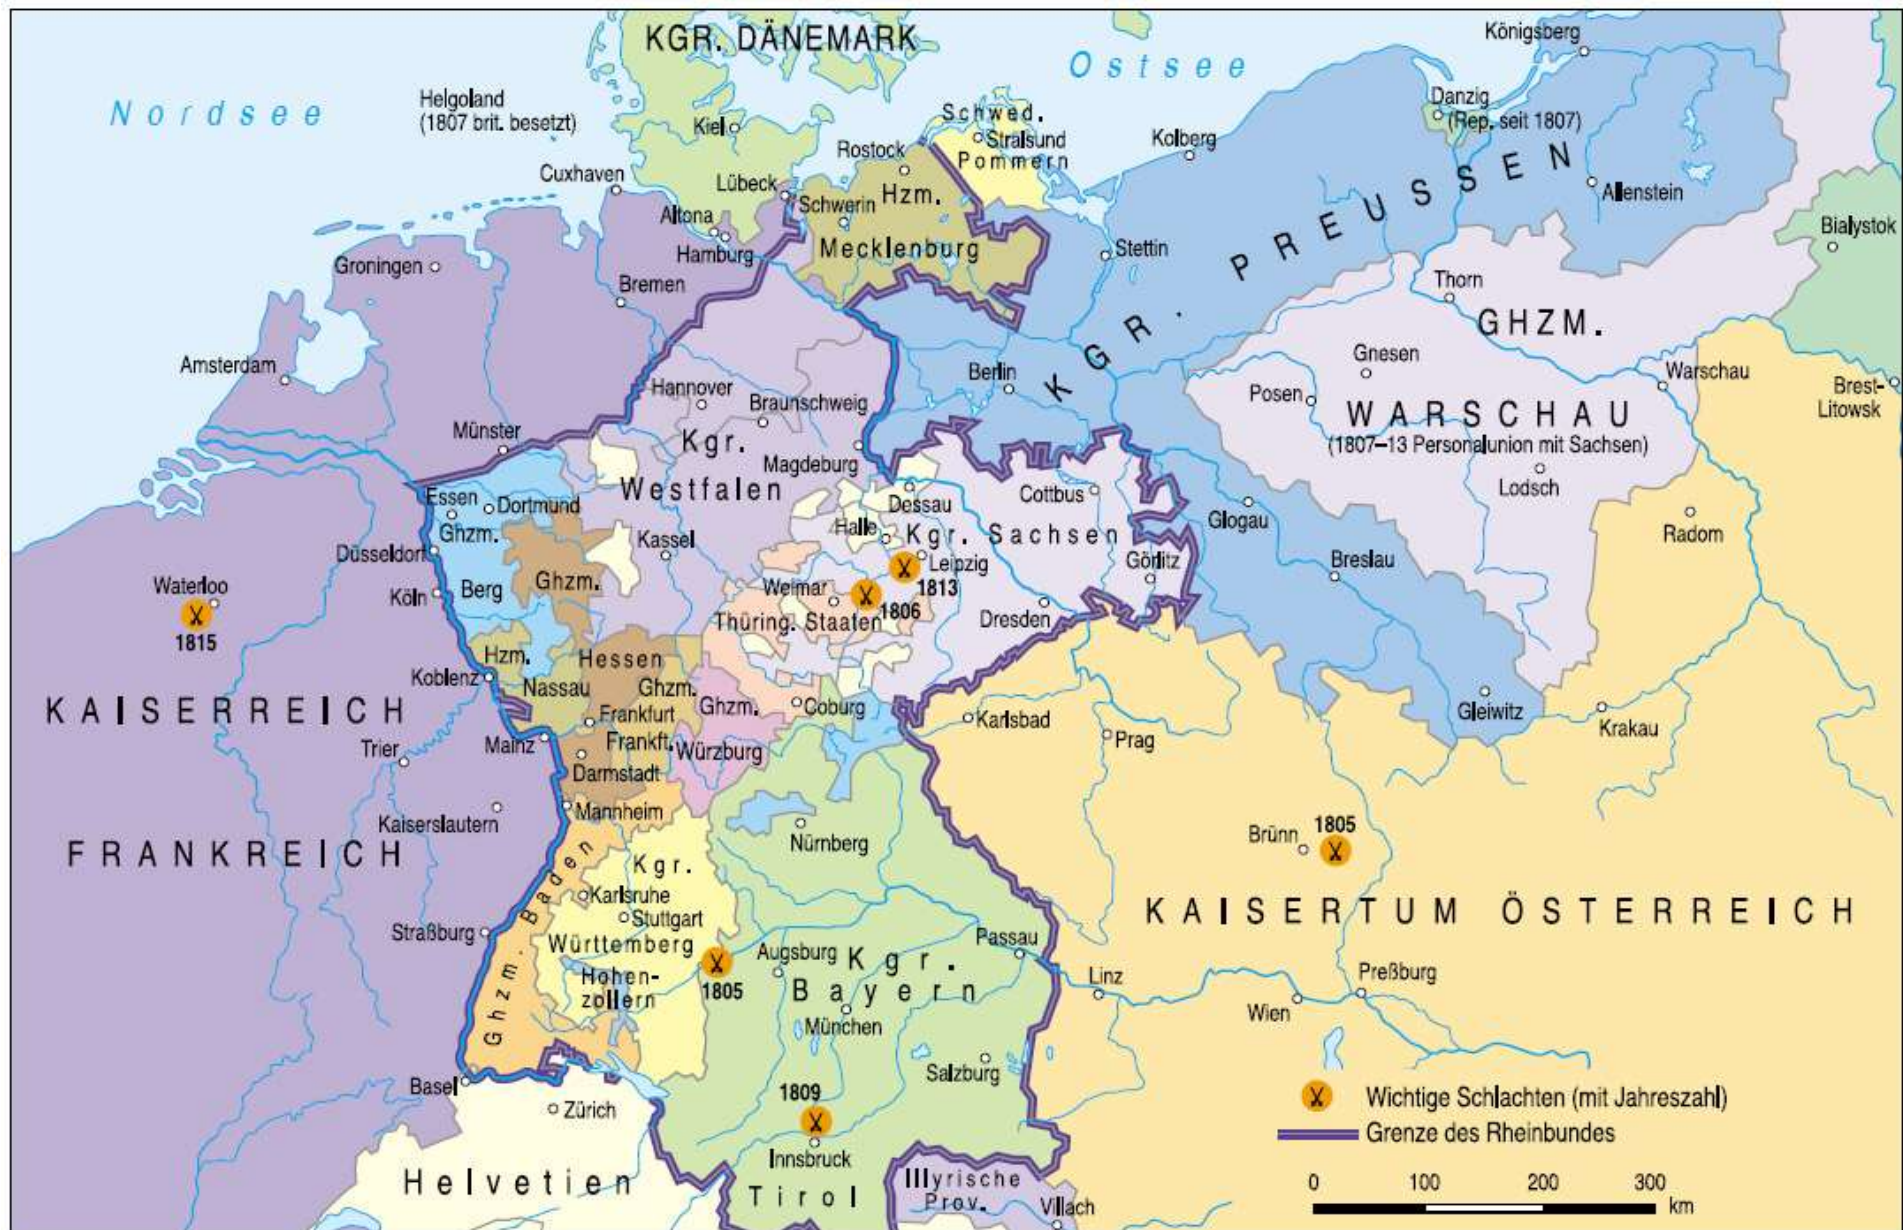 KGR. DÄNEMARK
Ostsee
Nordsee
Helgoland
(1807 brit. besetzt)
Kiel
Schwed.
Stralsund
Pommern
Königsberg
Danzig
(Rep. seit 1807)
Kolberg
Rostock
Cuxhaven
Lübeck
Schwerin
Hzm.
Mecklenburg
Altona
Hamburg
Allenstein
Bialystok
Stettin
KGR. PREUSSEN
Groningen
Bremen
Thorn
GHZM.
WARSCHAU
(1807–13 Personalunion mit Sachsen)
Gnesen
Posen
Warschau
Brest-
Litowsk
Lodsch
Radom
Amsterdam
Berlin
Hannover
Braunschweig
Kgr.
Westfalen
Magdeburg
Münster
Essen
Dortmund
Ghzm.
Berg
Düsseldorf
Köln
Ghzm.
Hessen
Kassel
Dessau
Halle
Cottbus
Kgr. Sachsen
Leipzig
1813
Görlitz
Glogau
Breslau
Weimar
1806
Thüring. Staaten
Dresden
Waterloo
1815
Hzm.
Nassau
Koblenz
Ghzm.
Frankft.
Frankfurt
Ghzm.
Würzburg
Coburg
Karlsbad
Prag
Gleiwitz
Krakau
KAISERREICH
FRANKREICH
Trier
Mainz
Darmstadt
Mannheim
Kaiserslautern
Nürnberg
Brünn
1805
Ghzm. Baden
Kgr.
Karlsruhe
Stuttgart
Württemberg
Hohen-
zollern
1805
Straßburg
Augsburg
Kgr.
Bayern
München
Passau
KAISERTUM ÖSTERREICH
Linz
Wien
Preßburg
Salzburg
Basel
Zürich
1809
Innsbruck
Helvetien
Tirol
Illyrische
Prov.
Villach
Wichtige Schlachten (mit Jahreszahl)
Grenze des Rheinbundes
0 100 200 300
km